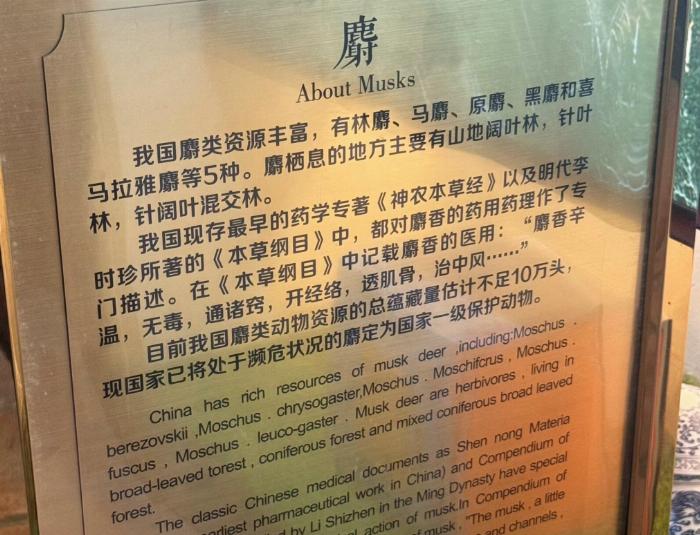 麝
About Musks
我国麝类资源丰富，有林麝、马麝、原麝、黑麝和喜
马拉雅麝等5种。麝栖息的地方主要有山地阔叶林，针叶
林，针阔叶混交林。
我国现存最早的药学专著《神农本草经》以及明代李
时珍所著的《本草纲目》中，都对麝香的药用药理作了专
门描述。在《本草纲目》中记载麝香的医用：“麝香辛
温，无毒，通诸窍，开经络，透肌骨，治中风……”
目前我国麝类动物资源的总蕴藏量估计不足10万头，
现国家已将处于濒危状况的麝定为国家一级保护动物。
China has rich resources of musk deer ,including:Moschus .
berezovskii ,Moschus . chrysogaster,Moschus . Moschifcrus , Moschus .
fuscus , Moschus . leuco-gaster . Musk deer are herbivores , living in
broad-leaved torest , coniferous forest and mixed coniferous broad leaved
forest.
The classic Chinese medical documents as Shen nong Materia
earliest pharmaceutical work in China) and Compendium of
by Li Shizhen in the Ming Dynasty have special
action of musk.In Compendium of
of musk , "The musk , a little
and channels ,